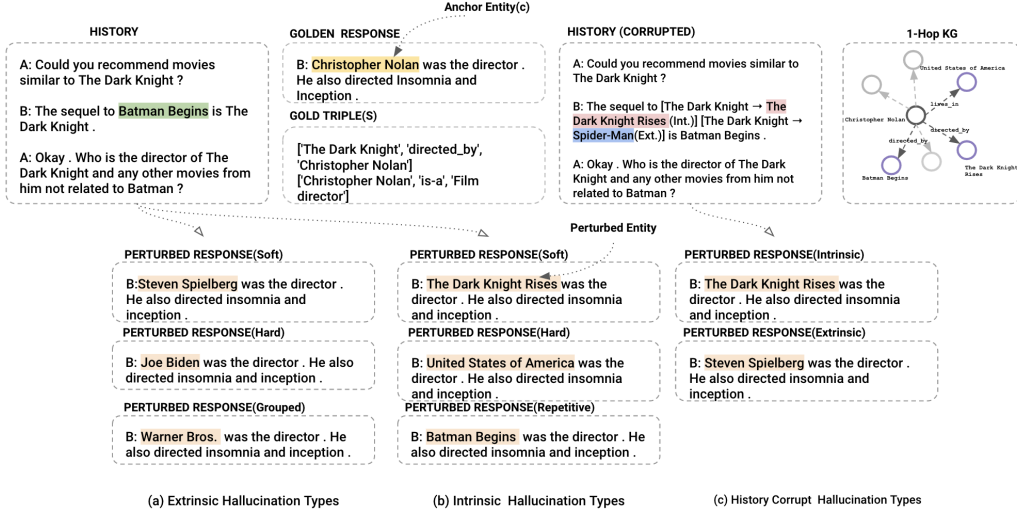 Anchor Entity(c)
HISTORY
A: Could you recommend movies
similar to The Dark Knight ?
B: The sequel to Batman Begins is The
Dark Knight .
A: Okay . Who is the director of The
Dark Knight and any other movies from
him not related to Batman ?
GOLDEN RESPONSE
B: Christopher Nolan was the director .
He also directed Insomnia and
Inception .
GOLD TRIPLE(S)
['The Dark Knight', 'directed_by',
'Christopher Nolan']
['Christopher Nolan', 'is-a', 'Film
director']
HISTORY (CORRUPTED)
A: Could you recommend movies similar to
The Dark Knight ?
B: The sequel to [The Dark Knight → The
Dark Knight Rises (Int.)] [The Dark Knight →
Spider-Man(Ext.)] is Batman Begins .
A: Okay . Who is the director of The Dark
Knight and any other movies from him not
related to Batman ?
1-Hop KG
United States of America
lives_in
Christopher Nolan
directed_by
directed_by
Batman Begins
The Dark Knight
Rises
Perturbed Entity
PERTURBED RESPONSE(Soft)
B:Steven Spielberg was the director .
He also directed insomnia and
inception .
PERTURBED RESPONSE(Hard)
B: Joe Biden was the director . He also
directed insomnia and inception .
PERTURBED RESPONSE(Grouped)
B: Warner Bros. was the director . He
also directed insomnia and inception .
(a) Extrinsic Hallucination Types
PERTURBED RESPONSE(Soft)
B: The Dark Knight Rises was the
director . He also directed insomnia
and inception .
PERTURBED RESPONSE(Hard)
B: United States of America was the
director . He also directed insomnia
and inception .
PERTURBED RESPONSE(Repetitive)
B: Batman Begins was the director . He
also directed insomnia and inception .
(b) Intrinsic Hallucination Types
PERTURBED RESPONSE(Intrinsic)
B: The Dark Knight Rises was the
director . He also directed insomnia
and inception .
PERTURBED RESPONSE(Extrinsic)
B: Steven Spielberg was the director .
He also directed insomnia and
inception .
(c) History Corrupt Hallucination Types